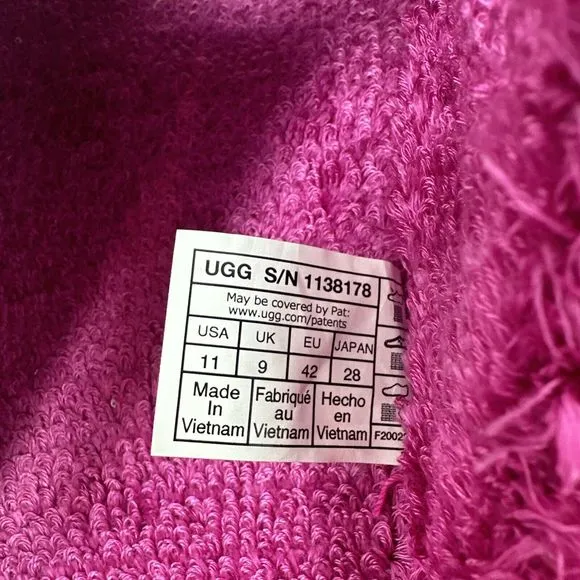 UGG S/N 1138178
May be covered by Pat:
www.ugg.com/patents
USA UK EU JAPAN
11 9 42 28
Made In Vietnam
Fabriqué au Vietnam
Hecho en Vietnam